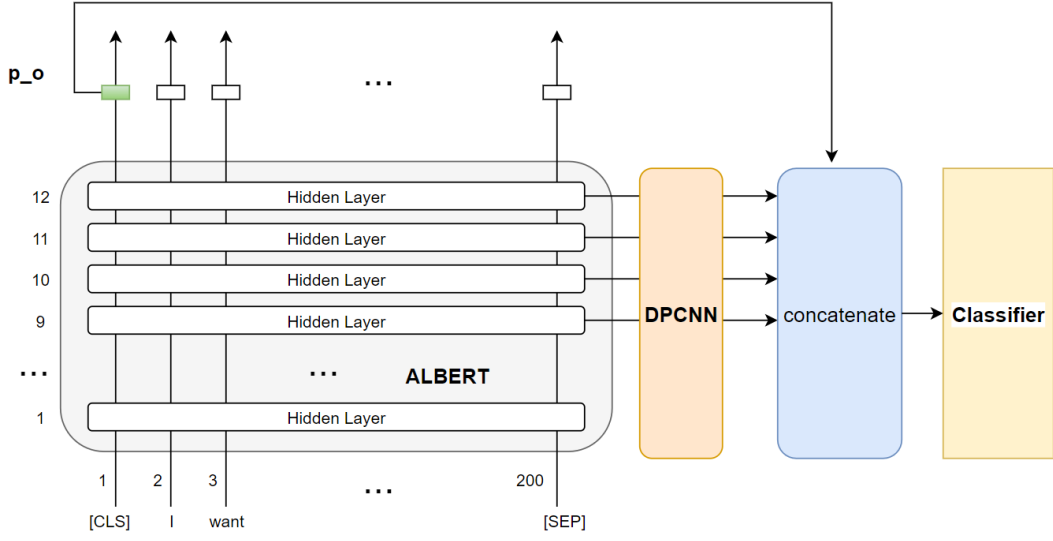 p_o
...
12
Hidden Layer
11
Hidden Layer
10
Hidden Layer
9
Hidden Layer
DPCNN
concatenate
Classifier
...
...
ALBERT
1
Hidden Layer
1
2
3
...
200
[CLS]
I
want
[SEP]